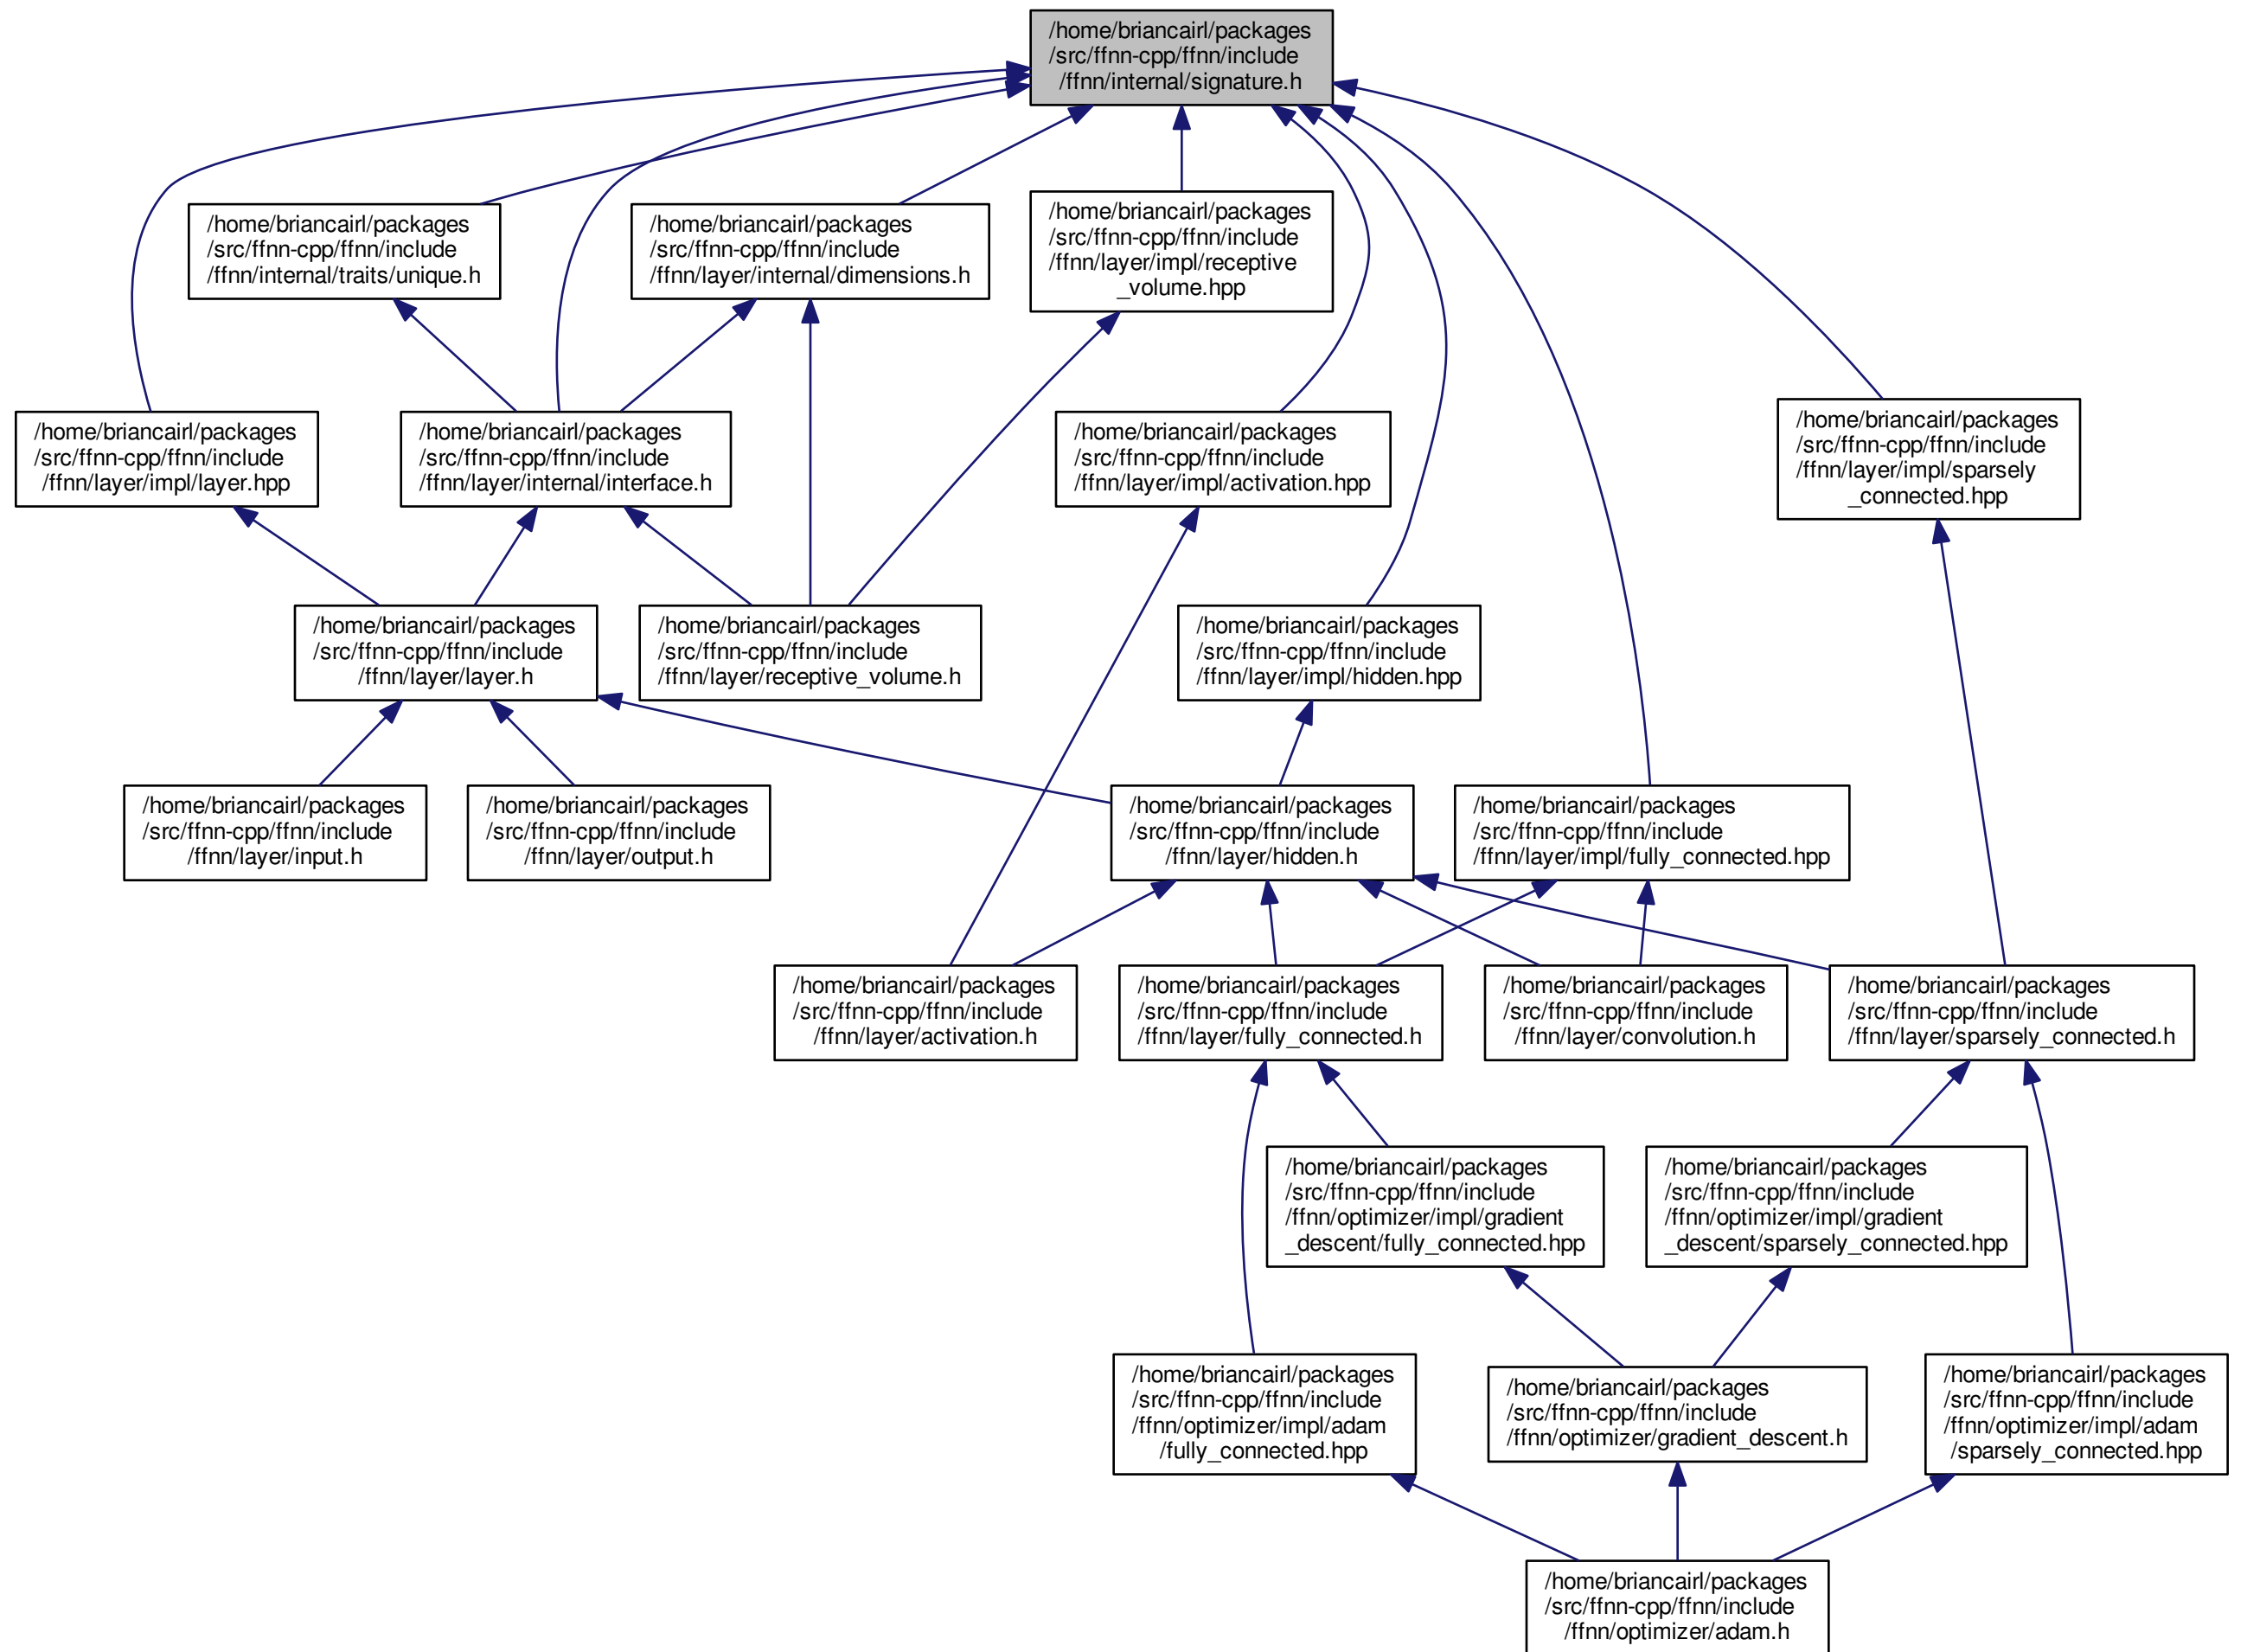 /home/briancairl/packages
/src/ffnn-cpp/ffnn/include
/ffnn/internal/signature.h
/home/briancairl/packages
/src/ffnn-cpp/ffnn/include
/ffnn/internal/traits/unique.h
/home/briancairl/packages
/src/ffnn-cpp/ffnn/include
/ffnn/layer/internal/dimensions.h
/home/briancairl/packages
/src/ffnn-cpp/ffnn/include
/ffnn/layer/impl/receptive
_volume.hpp
/home/briancairl/packages
/src/ffnn-cpp/ffnn/include
/ffnn/layer/impl/layer.hpp
/home/briancairl/packages
/src/ffnn-cpp/ffnn/include
/ffnn/layer/internal/interface.h
/home/briancairl/packages
/src/ffnn-cpp/ffnn/include
/ffnn/layer/impl/activation.hpp
/home/briancairl/packages
/src/ffnn-cpp/ffnn/include
/ffnn/layer/impl/sparsely
_connected.hpp
/home/briancairl/packages
/src/ffnn-cpp/ffnn/include
/ffnn/layer/layer.h
/home/briancairl/packages
/src/ffnn-cpp/ffnn/include
/ffnn/layer/receptive_volume.h
/home/briancairl/packages
/src/ffnn-cpp/ffnn/include
/ffnn/layer/impl/hidden.hpp
/home/briancairl/packages
/src/ffnn-cpp/ffnn/include
/ffnn/layer/input.h
/home/briancairl/packages
/src/ffnn-cpp/ffnn/include
/ffnn/layer/output.h
/home/briancairl/packages
/src/ffnn-cpp/ffnn/include
/ffnn/layer/hidden.h
/home/briancairl/packages
/src/ffnn-cpp/ffnn/include
/ffnn/layer/impl/fully_connected.hpp
/home/briancairl/packages
/src/ffnn-cpp/ffnn/include
/ffnn/layer/activation.h
/home/briancairl/packages
/src/ffnn-cpp/ffnn/include
/ffnn/layer/fully_connected.h
/home/briancairl/packages
/src/ffnn-cpp/ffnn/include
/ffnn/layer/convolution.h
/home/briancairl/packages
/src/ffnn-cpp/ffnn/include
/ffnn/layer/sparsely_connected.h
/home/briancairl/packages
/src/ffnn-cpp/ffnn/include
/ffnn/optimizer/impl/gradient
_descent/fully_connected.hpp
/home/briancairl/packages
/src/ffnn-cpp/ffnn/include
/ffnn/optimizer/impl/gradient
_descent/sparsely_connected.hpp
/home/briancairl/packages
/src/ffnn-cpp/ffnn/include
/ffnn/optimizer/impl/adam
/fully_connected.hpp
/home/briancairl/packages
/src/ffnn-cpp/ffnn/include
/ffnn/optimizer/gradient_descent.h
/home/briancairl/packages
/src/ffnn-cpp/ffnn/include
/ffnn/optimizer/impl/adam
/sparsely_connected.hpp
/home/briancairl/packages
/src/ffnn-cpp/ffnn/include
/ffnn/optimizer/adam.h